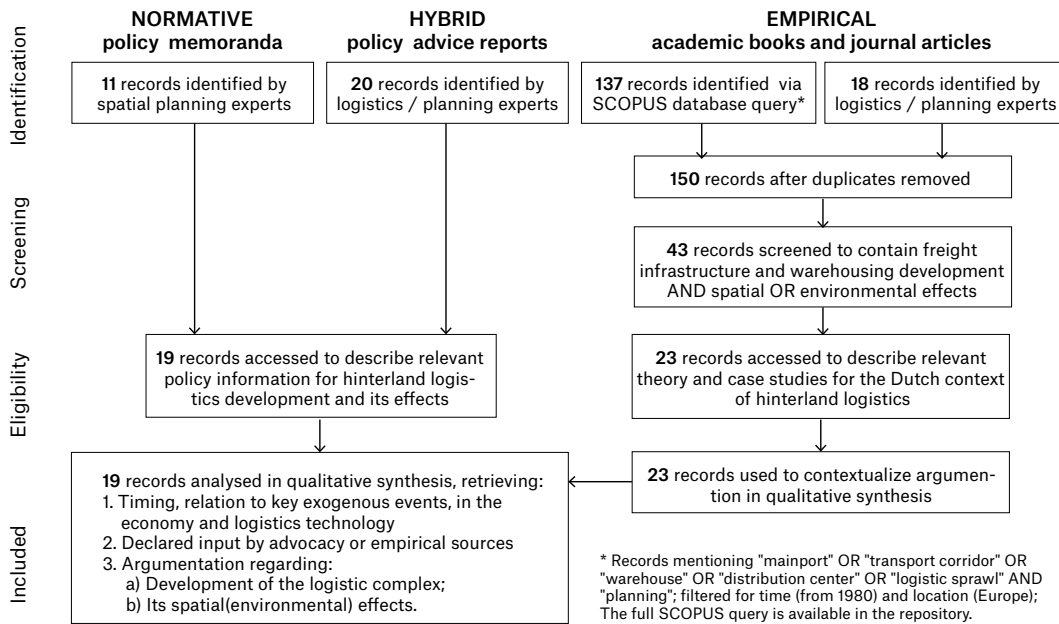 NORMATIVE
policy memoranda
HYBRID
policy advice reports
EMPIRICAL
academic books and journal articles
Identification
11 records identified by
spatial planning experts
20 records identified by
logistics / planning experts
137 records identified via
SCOPUS database query*
18 records identified by
logistics / planning experts
Screening
150 records after duplicates removed
43 records screened to contain freight
infrastructure and warehousing development
AND spatial OR environmental effects
Eligibility
19 records accessed to describe relevant
policy information for hinterland logis-
tics development and its effects
23 records accessed to describe relevant
theory and case studies for the Dutch context
of hinterland logistics
Included
19 records analysed in qualitative synthesis, retrieving:
1. Timing, relation to key exogenous events, in the
economy and logistics technology
2. Declared input by advocacy or empirical sources
3. Argumentation regarding:
a) Development of the logistic complex;
b) Its spatial(environmental) effects.
23 records used to contextualize argumen-
tion in qualitative synthesis
* Records mentioning "mainport" OR "transport corridor" OR
"warehouse" OR "distribution center" OR "logistic sprawl" AND
"planning"; filtered for time (from 1980) and location (Europe);
The full SCOPUS query is available in the repository.